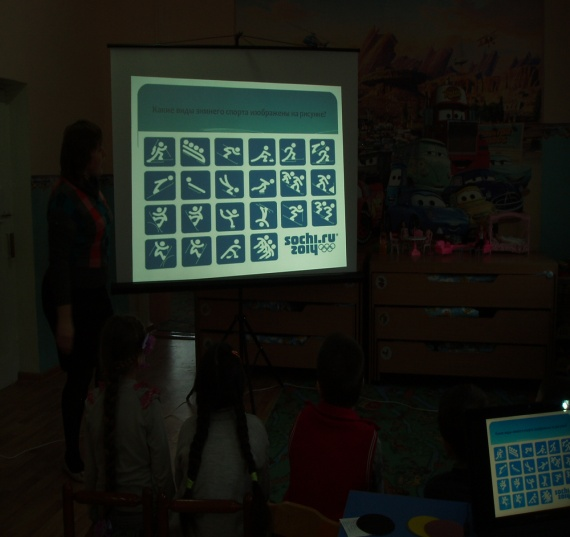 Какие виды зимнего спорта изображены на рисунке?
sochi.ru
2014